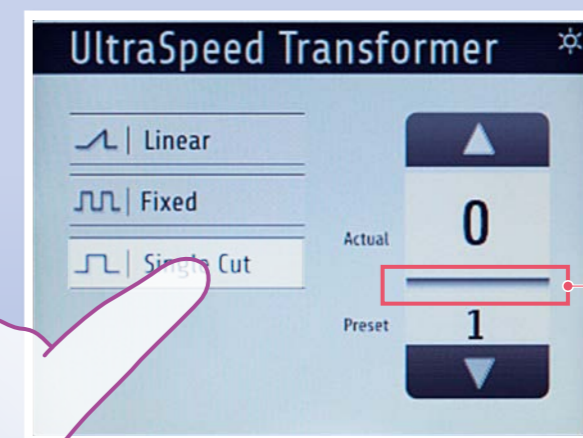 UltraSpeed Transformer
Linear
Fixed
Single Cut
Actual
0
Preset
1